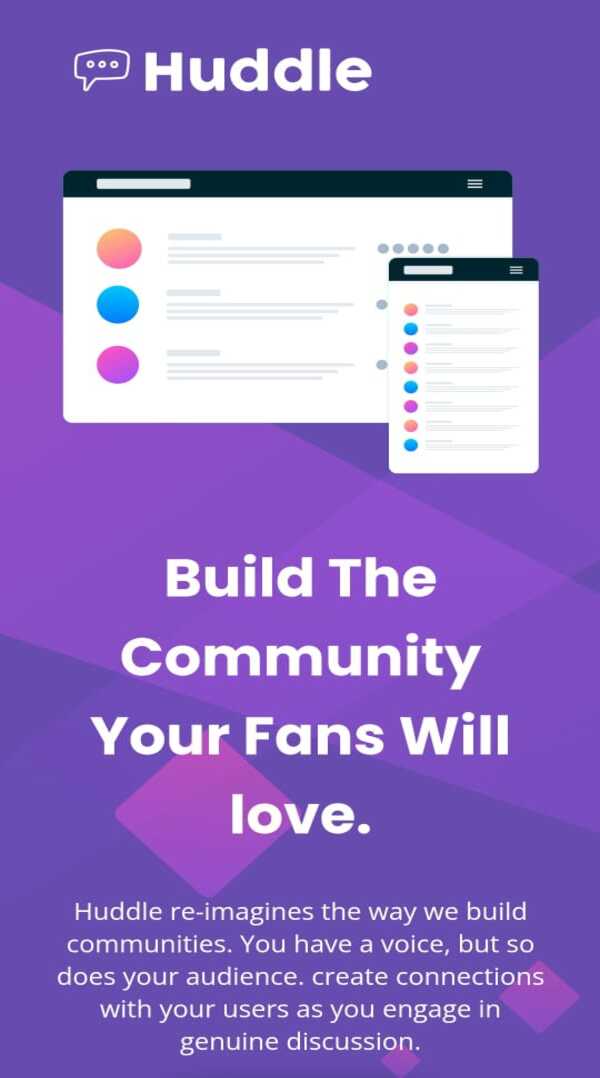 Huddle
Build The
Community
Your Fans Will
love.
Huddle re-imagines the way we build
communities. You have a voice, but so
does your audience. create connections
with your users as you engage in
genuine discussion.